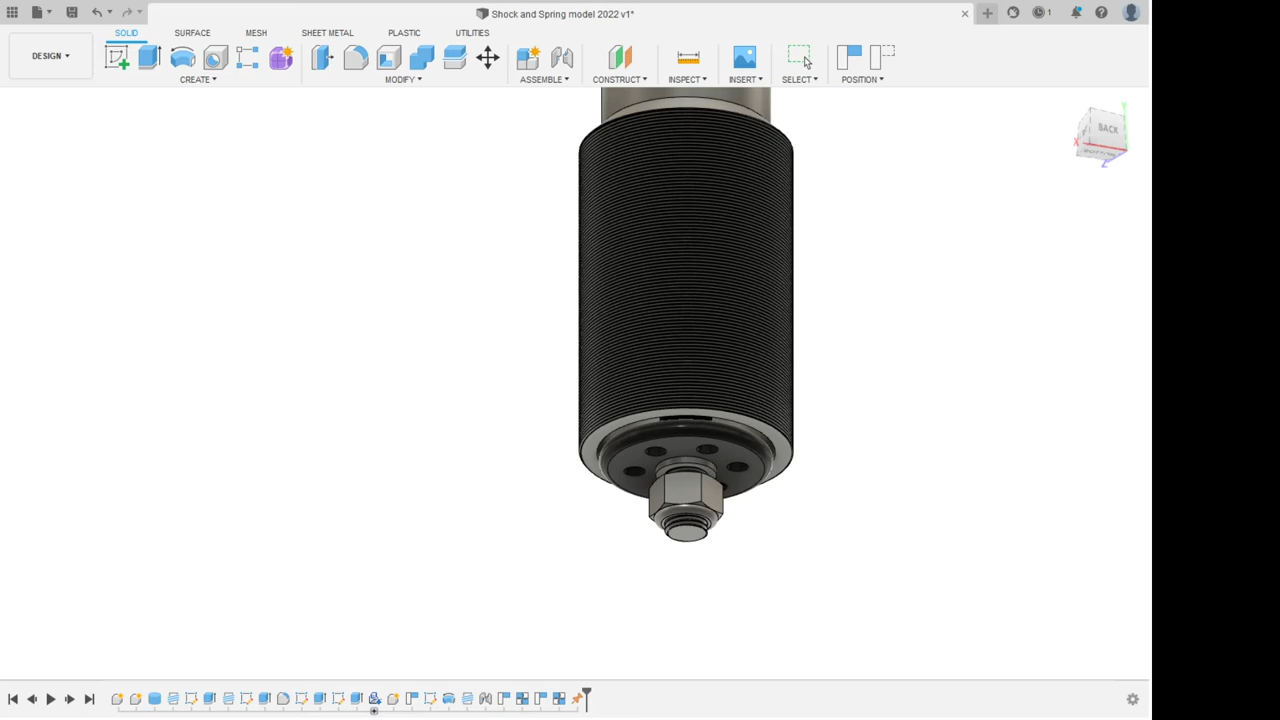 Shock and Spring model 2022 v1*
1
SOLID SURFACE MESH SHEET METAL PLASTIC UTILITIES
DESIGN
CREATE MODIFY ASSEMBLE CONSTRUCT INSPECT INSERT SELECT POSITION
BACK
Y
X
Z